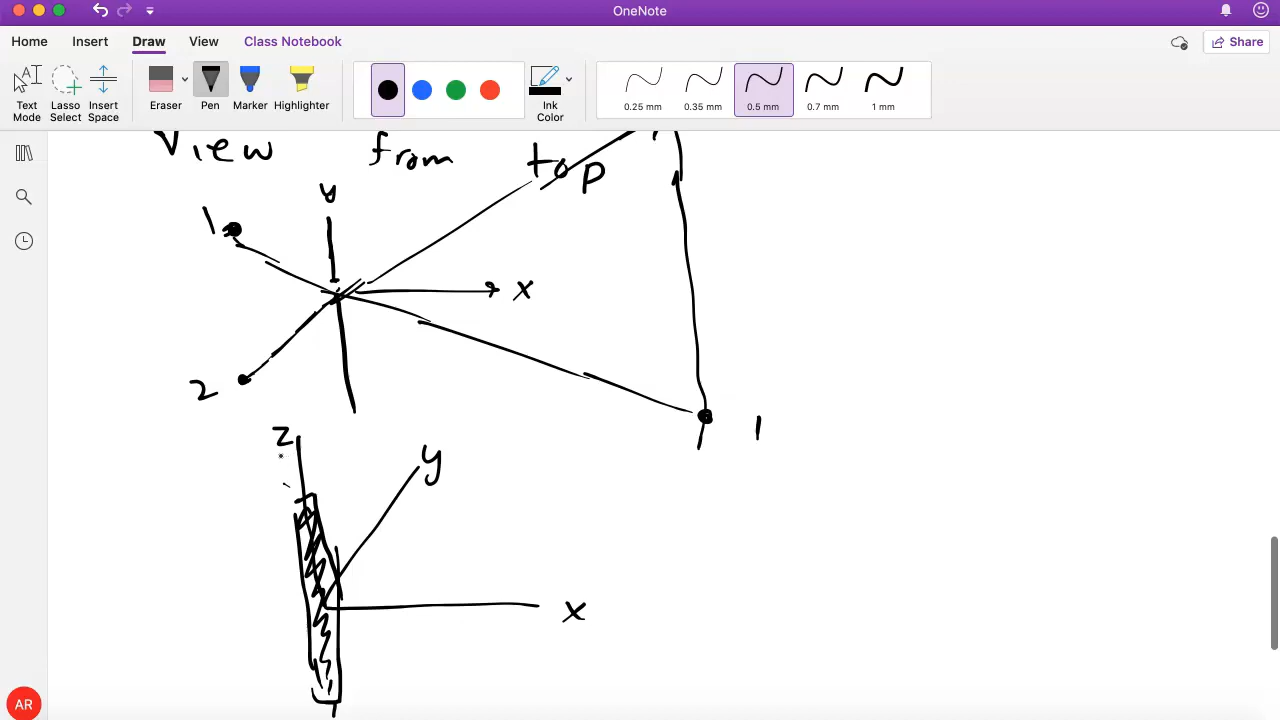 OneNote
Home Insert Draw View Class Notebook Share
Text Mode
Lasso Select
Insert Space
Eraser
Pen
Marker
Highlighter
Ink Color
0.25 mm
0.35 mm
0.5 mm
0.7 mm
1 mm
View from top
y
1
x
2
1
z
y
x
AR